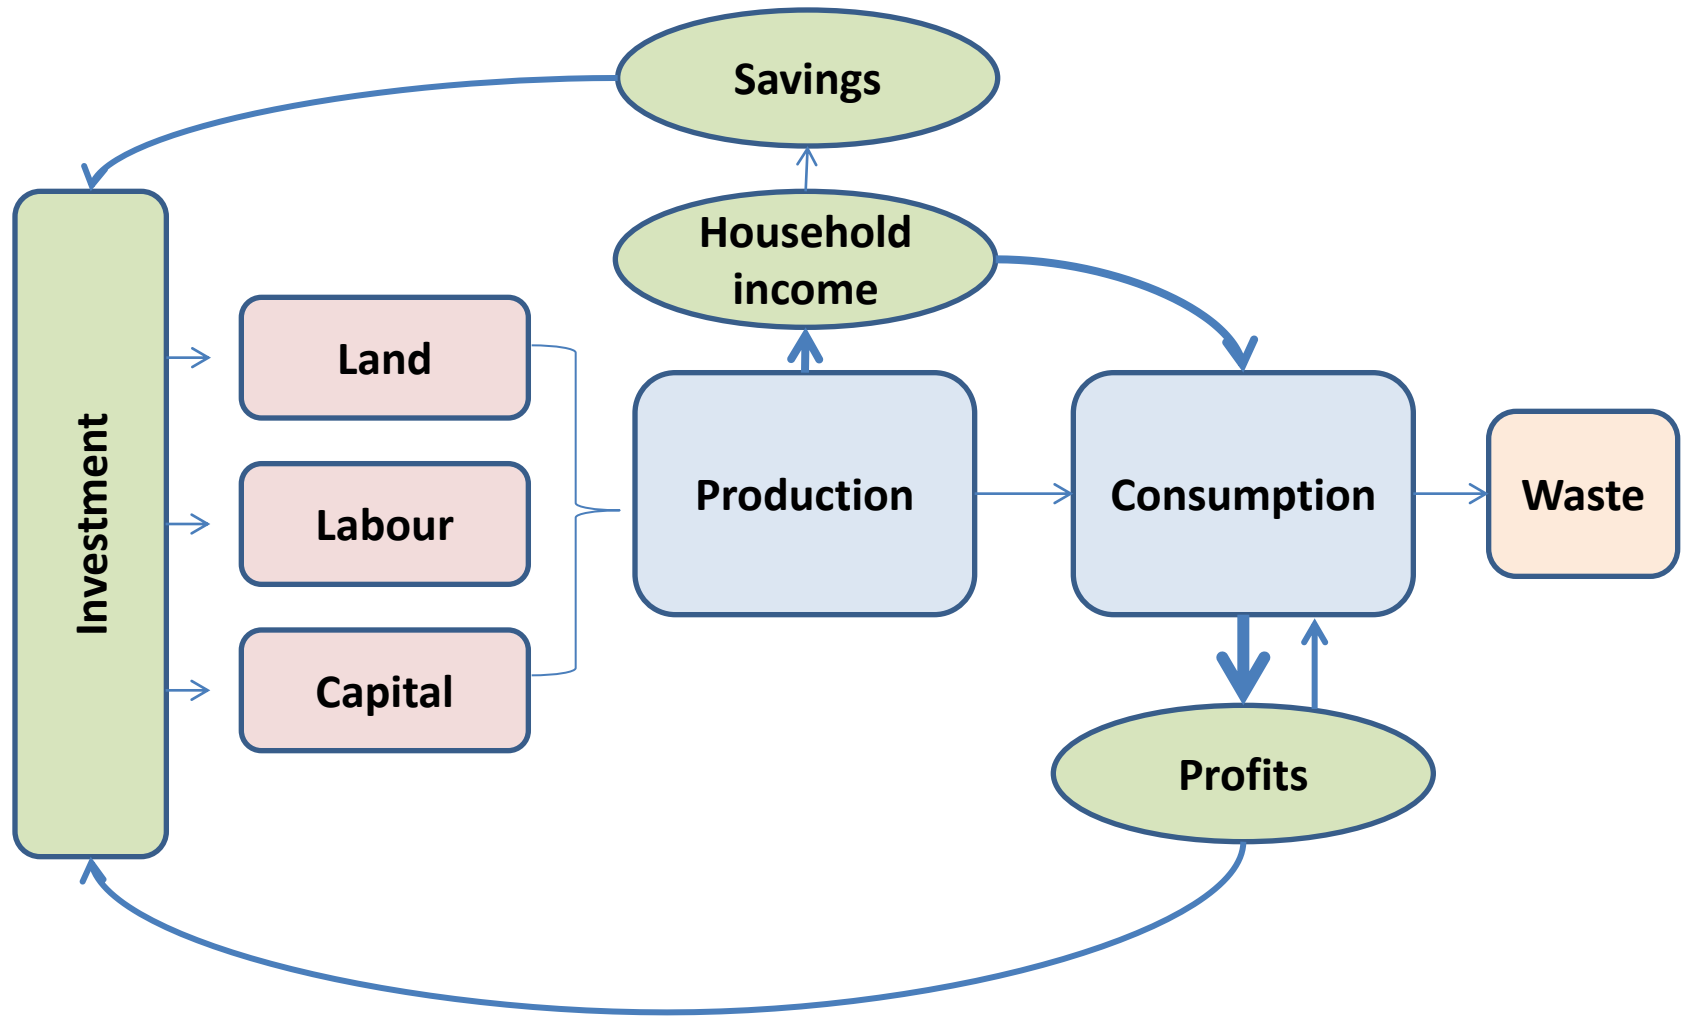 Savings
Household
income
Investment
Land
Labour
Capital
Production
Consumption
Waste
Profits